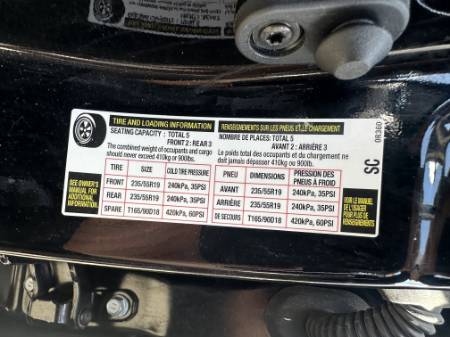 TIRE AND LOADING INFORMATION
SEATING CAPACITY : TOTAL 5
FRONT 2 : REAR 3
The combined weight of occupants and cargo
should never exceed 410kg or 900lbs.
TIRE SIZE COLD TIRE PRESSURE
FRONT 235/55R19 240kPa, 35PSI
REAR 235/55R19 240kPa, 35PSI
SPARE T165/90D18 420kPa, 60PSI
SEE OWNER'S
MANUAL FOR
ADDITIONAL
INFORMATION
RENSEIGNEMENTS SUR LES PNEUS ET LE CHARGEMENT
NOMBRE DE PLACES: TOTAL 5
AVANT 2 : ARRIÈRE 3
Le poids total des occupants et du chargement ne
doit jamais dépasser 410kg or 900lb.
PNEU DIMENSIONS PRESSION DES
PNEUS À FROID
AVANT 235/55R19 240kPa, 35PSI
ARRIÈRE 235/55R19 240kPa, 35PSI
DE SECOURS T165/90D18 420kPa, 60PSI
VOIR LE MANUEL
DE L'USAGER
POUR PLUS DE
RENSEIGNEMENTS
SC